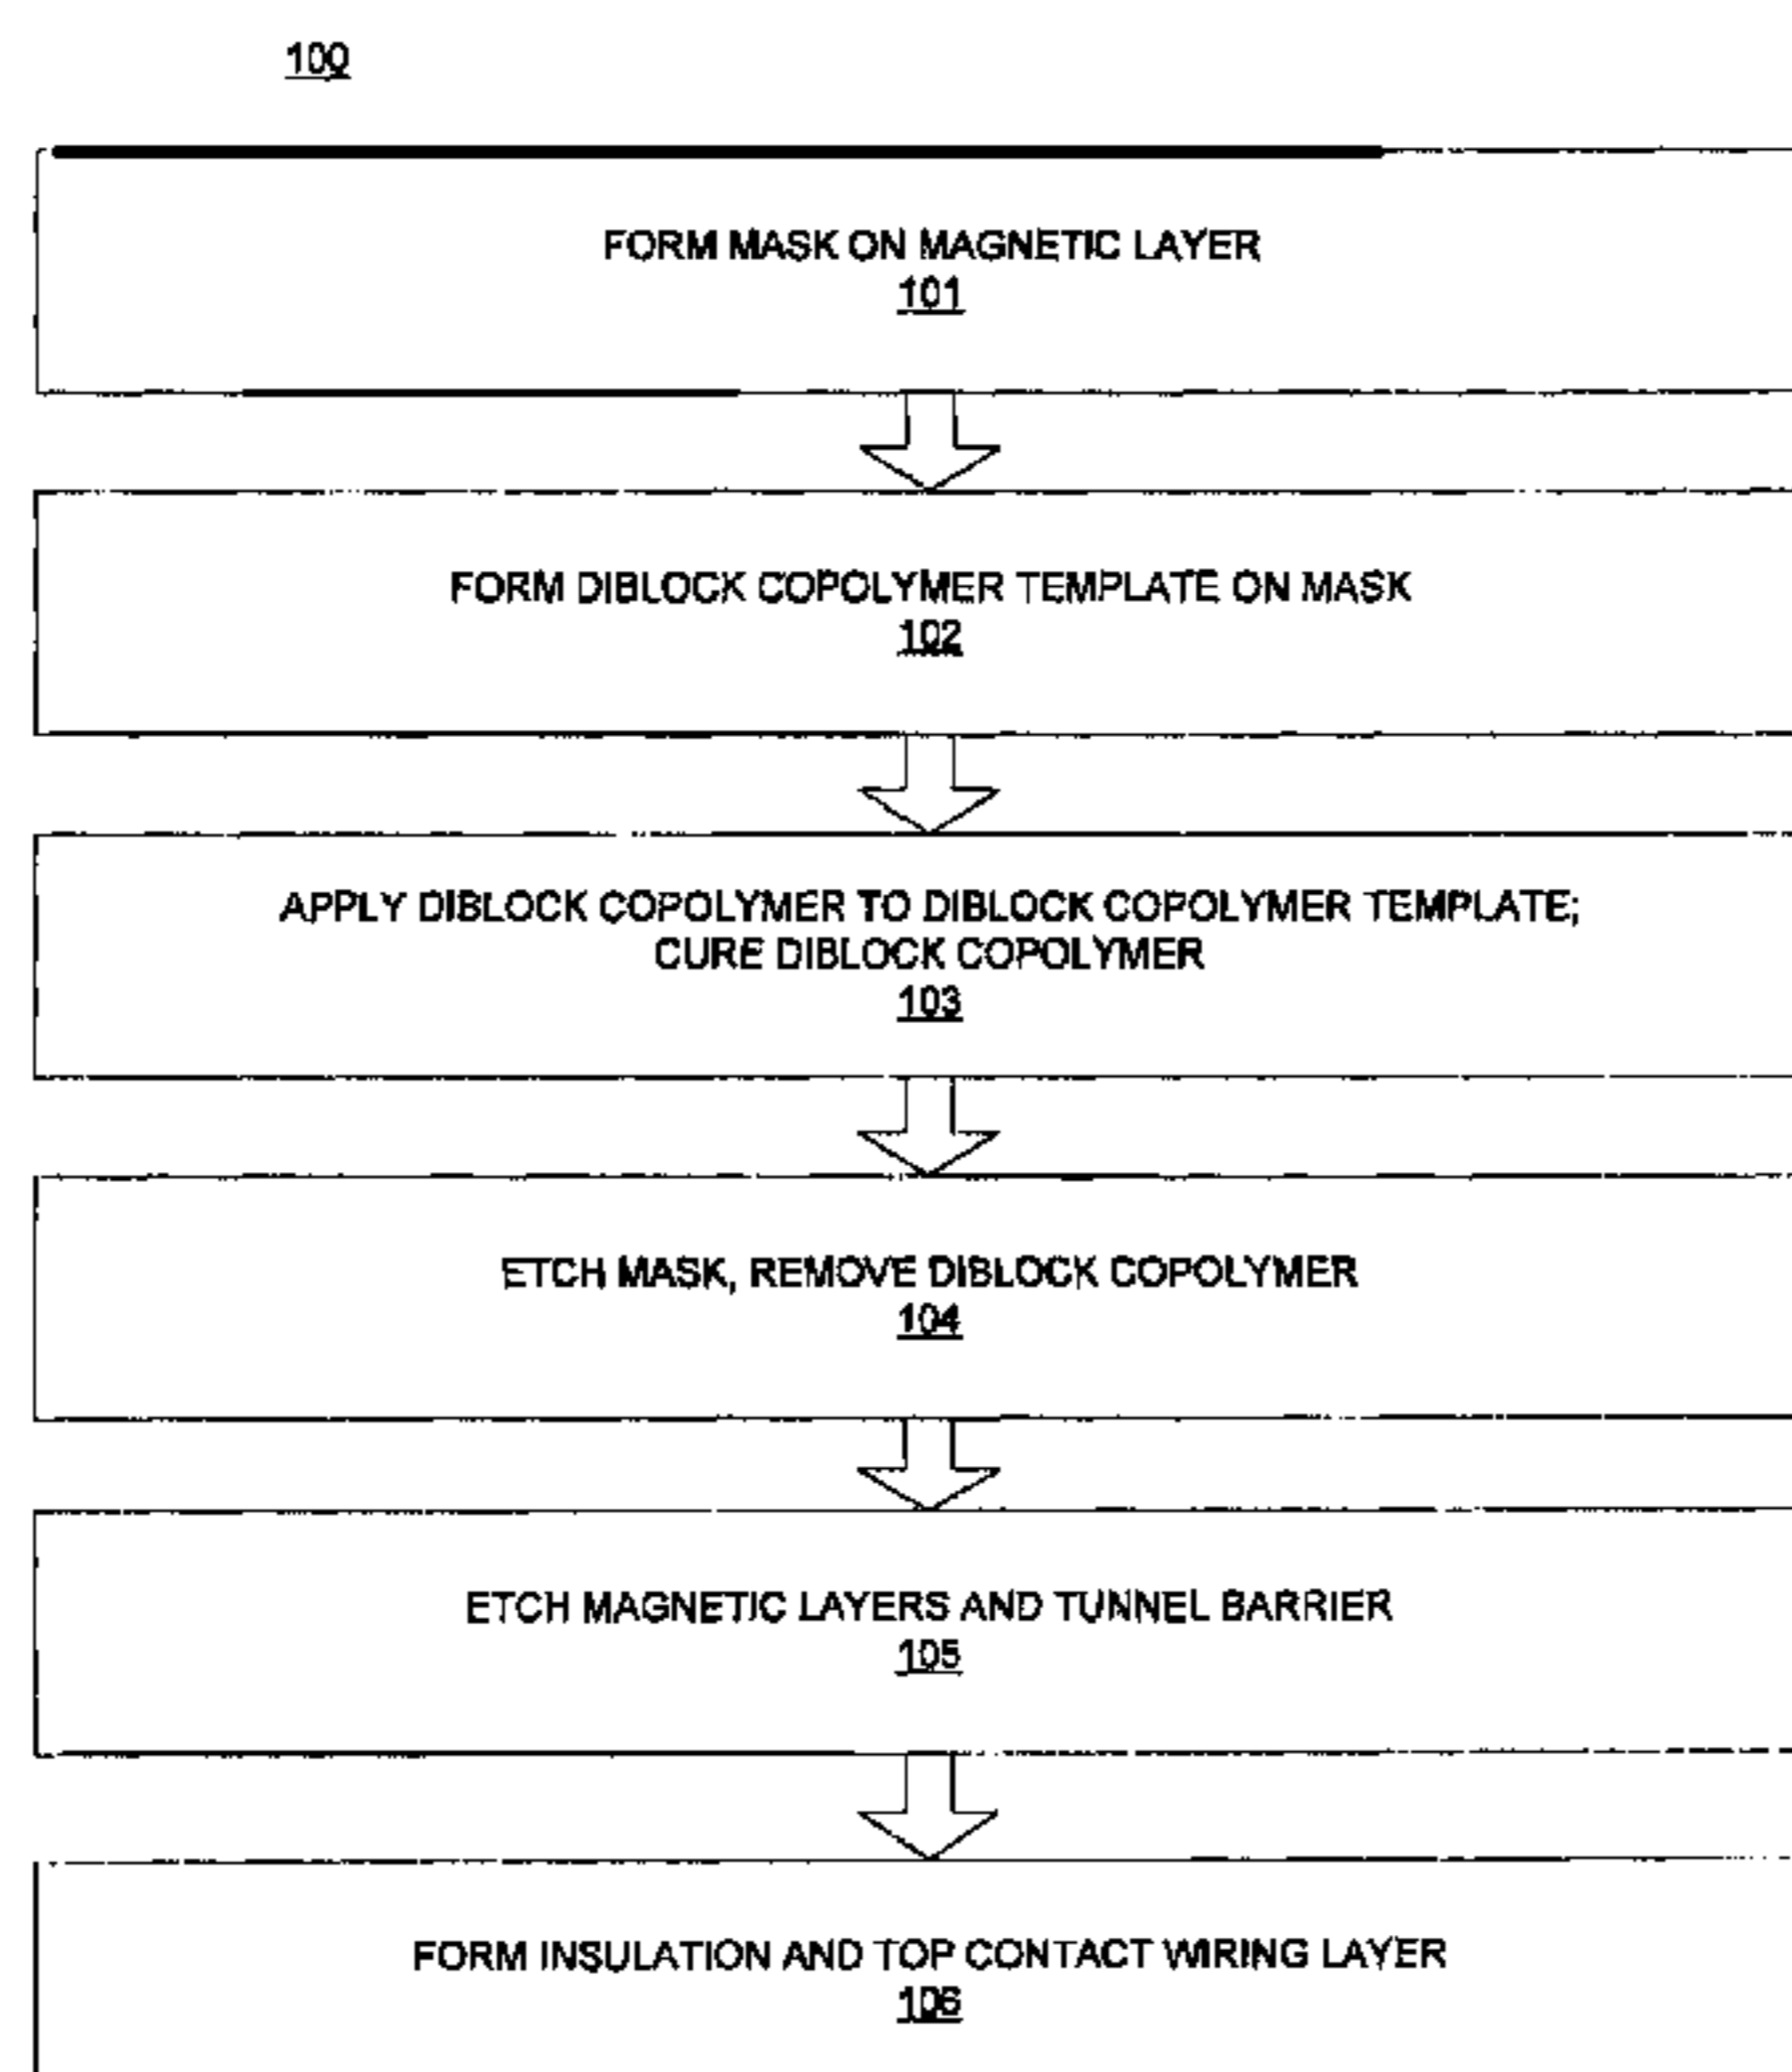 100
FORM MASK ON MAGNETIC LAYER
101
FORM DIBLOCK COPOLYMER TEMPLATE ON MASK
102
APPLY DIBLOCK COPOLYMER TO DIBLOCK COPOLYMER TEMPLATE;
CURE DIBLOCK COPOLYMER
103
ETCH MASK, REMOVE DIBLOCK COPOLYMER
104
ETCH MAGNETIC LAYERS AND TUNNEL BARRIER
105
FORM INSULATION AND TOP CONTACT WIRING LAYER
106